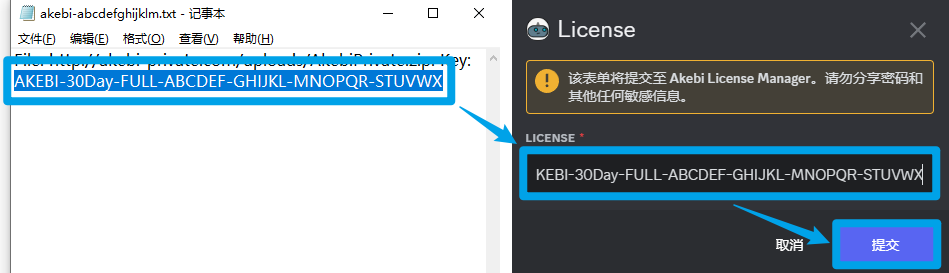 akebi-abcdefghijklm.txt - 记事本
文件(F) 编辑(E) 格式(O) 查看(V) 帮助(H)
File: http://akebi-private.com/uploads/AkebiPrivate.zip Key:
AKEBI-30Day-FULL-ABCDEF-GHIJKL-MNOPQR-STUVWX
License
该表单将提交至 Akebi License Manager。请勿分享密码和
其他任何敏感信息。
LICENSE *
KEBI-30Day-FULL-ABCDEF-GHIJKL-MNOPQR-STUVWX
取消
提交